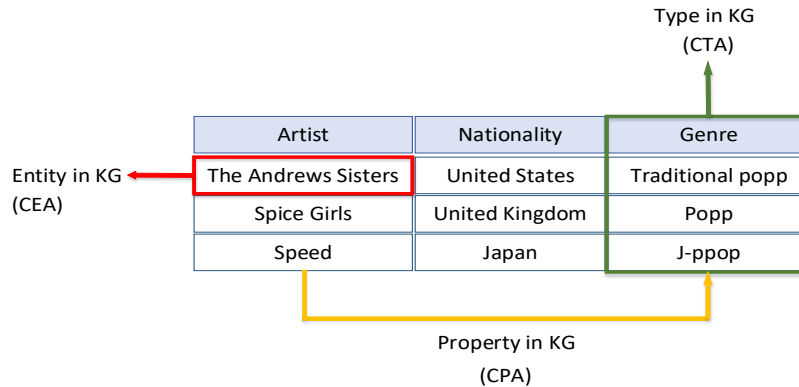 Type in KG
(CTA)
Artist Nationality Genre
Entity in KG
(CEA)
The Andrews Sisters United States Traditional popp
Spice Girls United Kingdom Popp
Speed Japan J-ppop
Property in KG
(CPA)